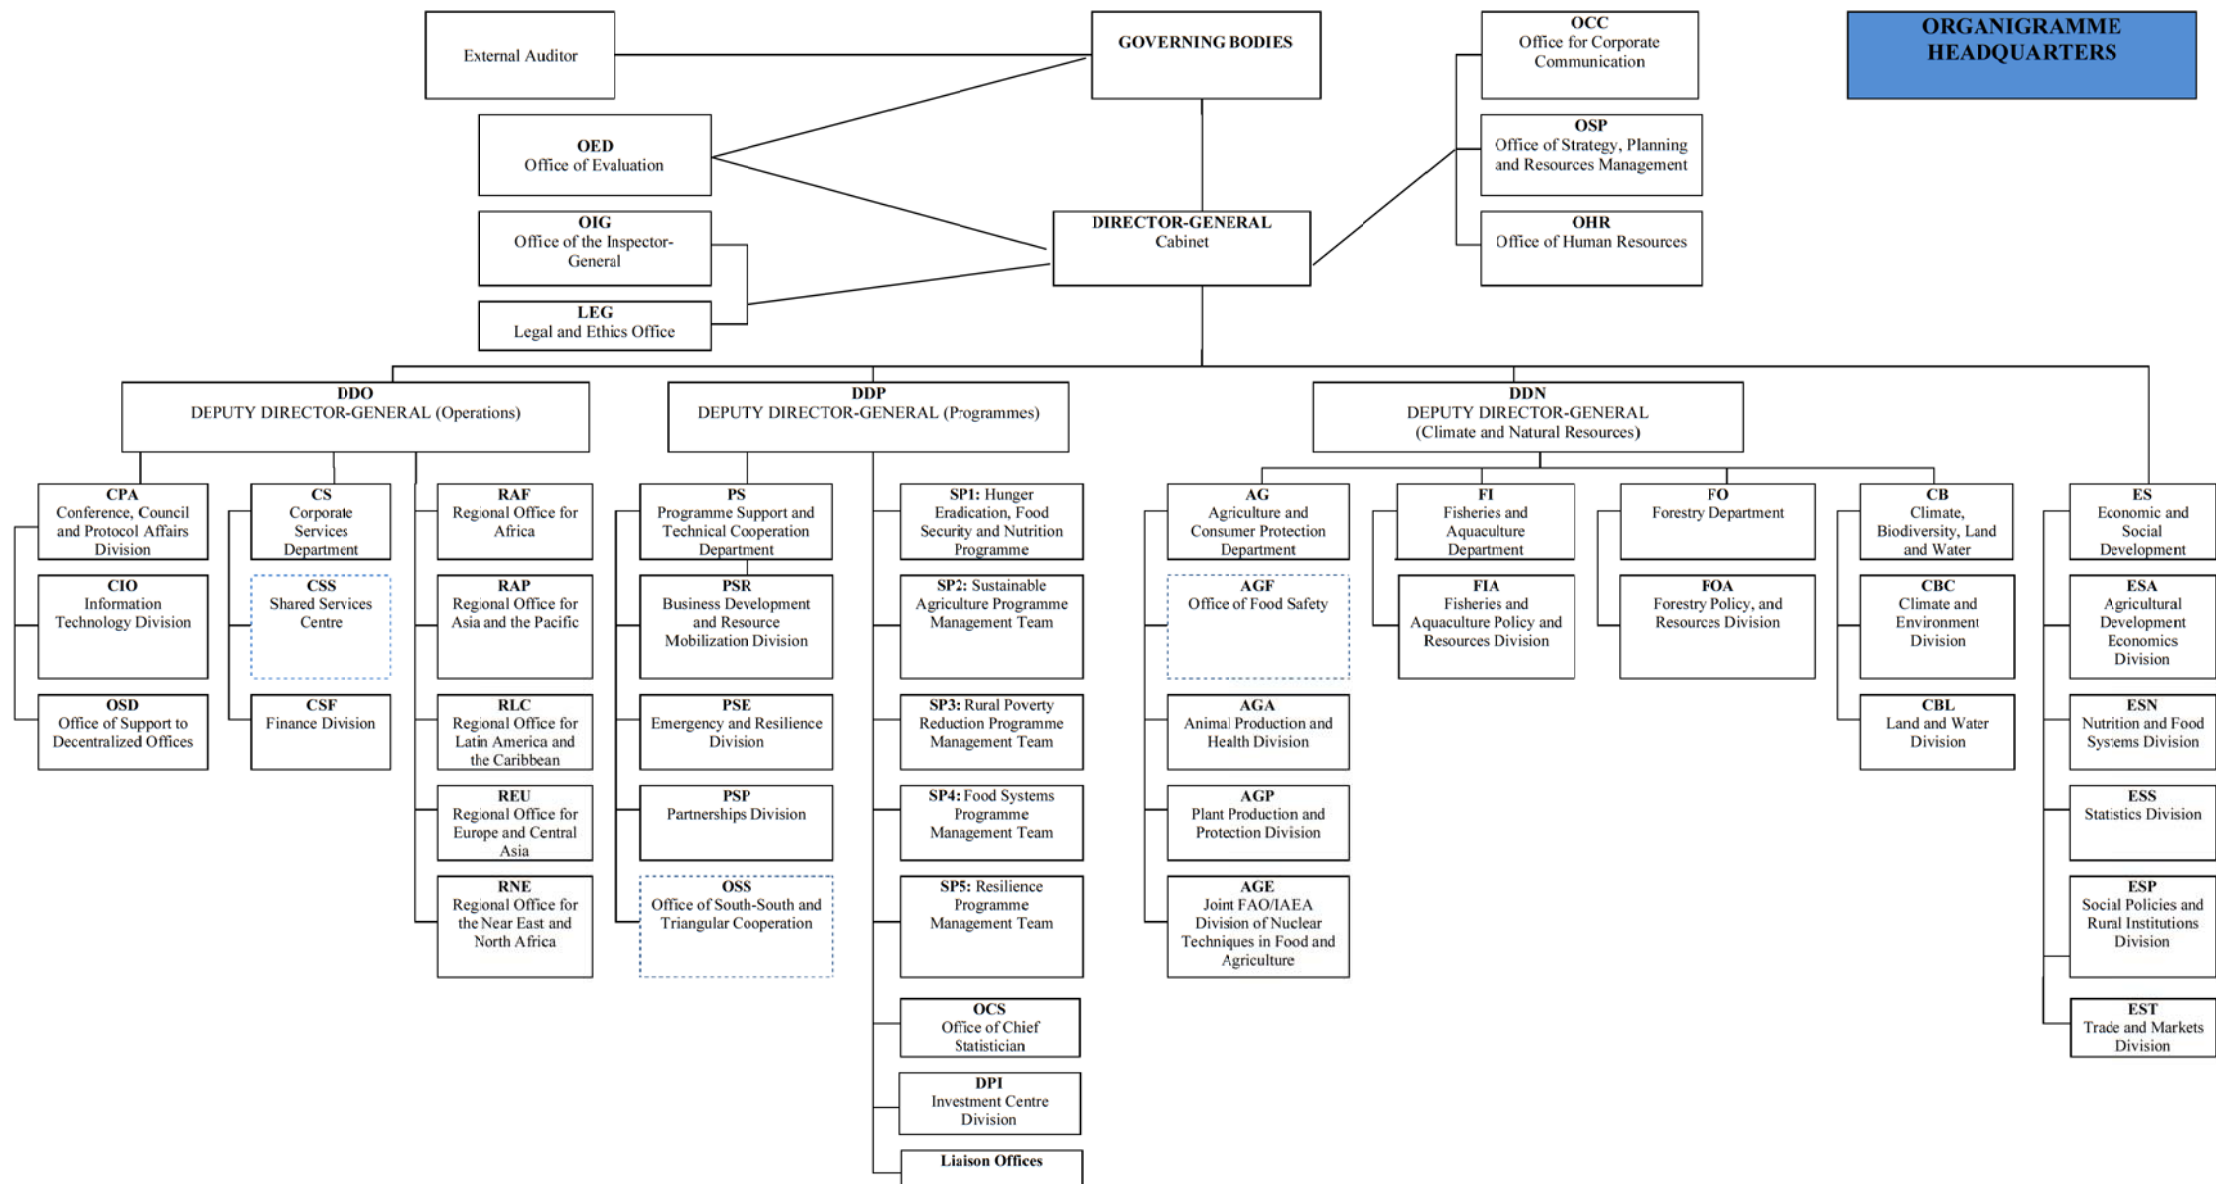 External Auditor
GOVERNING BODIES
OCC
Office for Corporate
Communication
ORGANIGRAMME
HEADQUARTERS
OED
Office of Evaluation
OSP
Office of Strategy, Planning
and Resources Management
OIG
Office of the Inspector-
General
DIRECTOR-GENERAL
Cabinet
OHR
Office of Human Resources
LEG
Legal and Ethics Office
DDO
DEPUTY DIRECTOR-GENERAL (Operations)
DDP
DEPUTY DIRECTOR-GENERAL (Programmes)
DDN
DEPUTY DIRECTOR-GENERAL
(Climate and Natural Resources)
CPA
Conference, Council
and Protocol Affairs
Division
CIO
Information
Technology Division
OSD
Office of Support to
Decentralized Offices
CS
Corporate
Services
Department
CSS
Shared Services
Centre
CSF
Finance Division
RAF
Regional Office for
Africa
RAP
Regional Office for
Asia and the Pacific
RLC
Regional Office for
Latin America and
the Caribbean
REU
Regional Office for
Europe and Central
Asia
RNE
Regional Office for
the Near East and
North Africa
PS
Programme Support and
Technical Cooperation
Department
PSR
Business Development
and Resource
Mobilization Division
PSE
Emergency and Resilience
Division
PSP
Partnerships Division
OSS
Office of South-South and
Triangular Cooperation
SP1: Hunger
Eradication, Food
Security and Nutrition
Programme
SP2: Sustainable
Agriculture Programme
Management Team
SP3: Rural Poverty
Reduction Programme
Management Team
SP4: Food Systems
Programme
Management Team
SP5: Resilience
Programme
Management Team
OCS
Office of Chief
Statistician
DPI
Investment Centre
Division
Liaison Offices
AG
Agriculture and
Consumer Protection
Department
AGF
Office of Food Safety
AGA
Animal Production and
Health Division
AGP
Plant Production and
Protection Division
AGE
Joint FAO/IAEA
Division of Nuclear
Techniques in Food and
Agriculture
FI
Fisheries and
Aquaculture
Department
FIA
Fisheries and
Aquaculture Policy and
Resources Division
FO
Forestry Department
FOA
Forestry Policy, and
Resources Division
CB
Climate,
Biodiversity, Land
and Water
CBC
Climate and
Environment
Division
CBL
Land and Water
Division
ES
Economic and
Social
Development
ESA
Agricultural
Development
Economics
Division
ESN
Nutrition and Food
Systems Division
ESS
Statistics Division
ESP
Social Policies and
Rural Institutions
Division
EST
Trade and Markets
Division